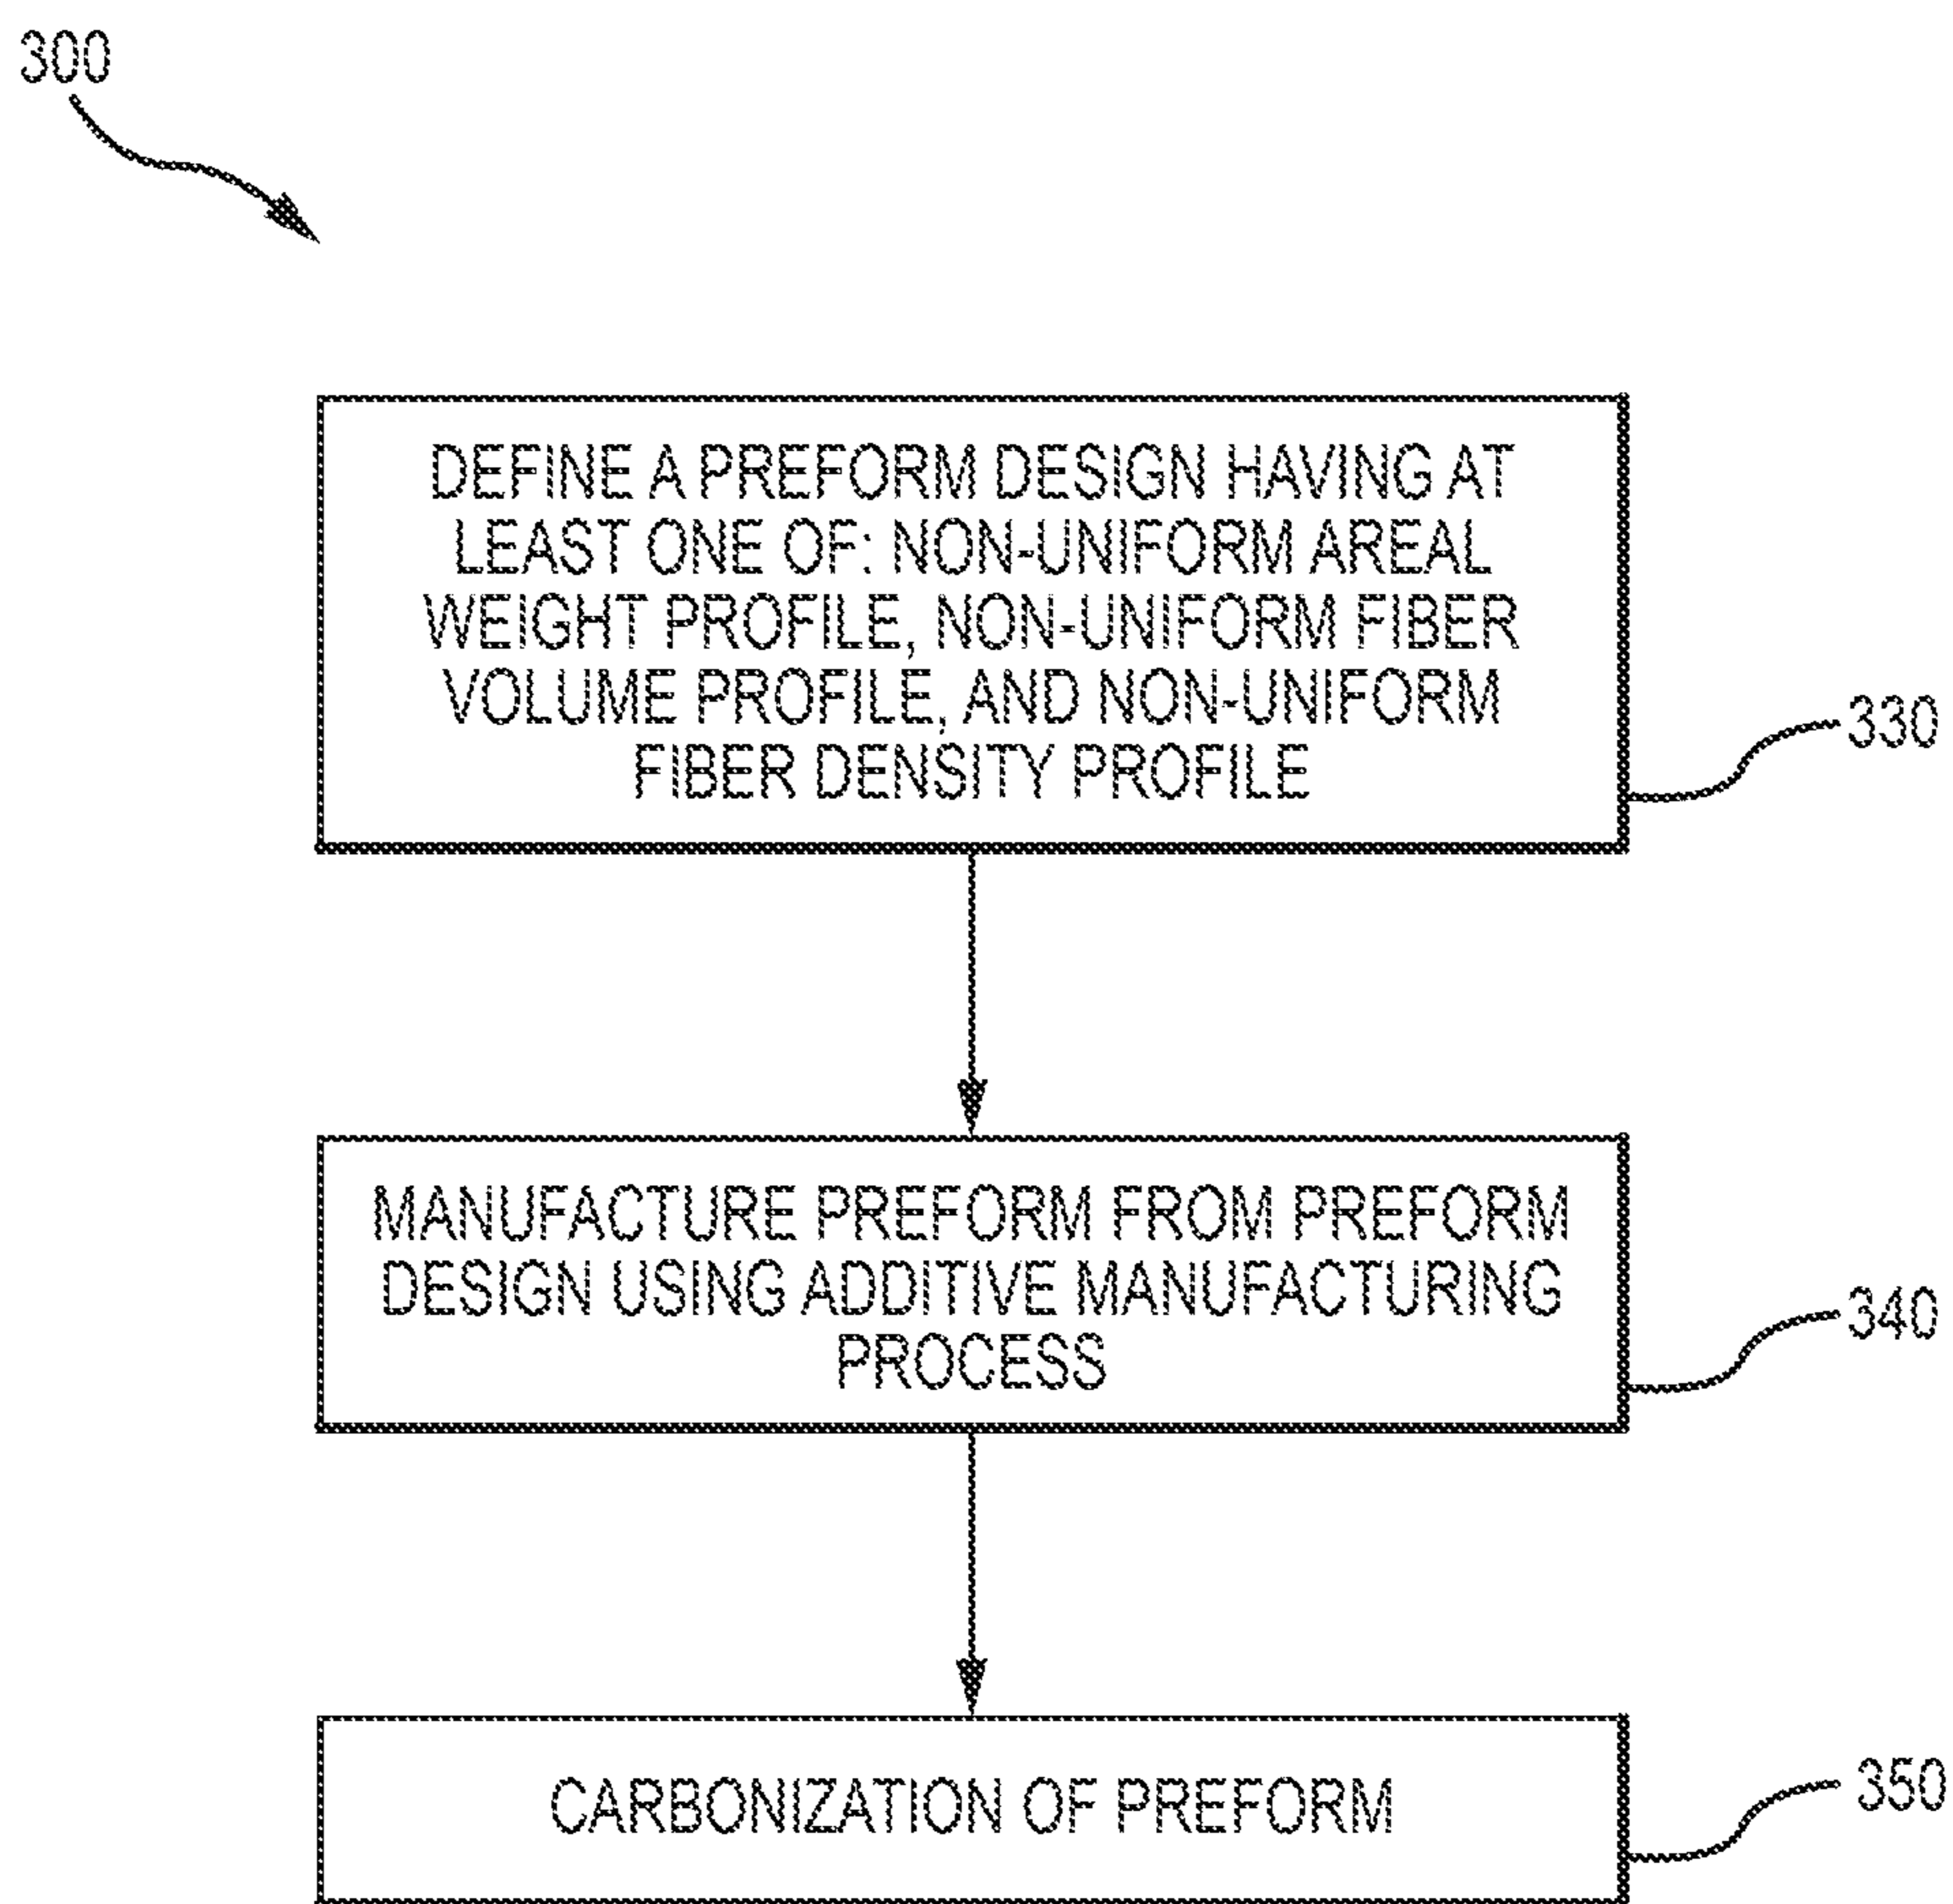 300
DEFINE A PREFORM DESIGN HAVING AT
LEAST ONE OF: NON-UNIFORM AREAL
WEIGHT PROFILE, NON-UNIFORM FIBER
VOLUME PROFILE, AND NON-UNIFORM
FIBER DENSITY PROFILE
330
MANUFACTURE PREFORM FROM PREFORM
DESIGN USING ADDITIVE MANUFACTURING
PROCESS
340
CARBONIZATION OF PREFORM
350